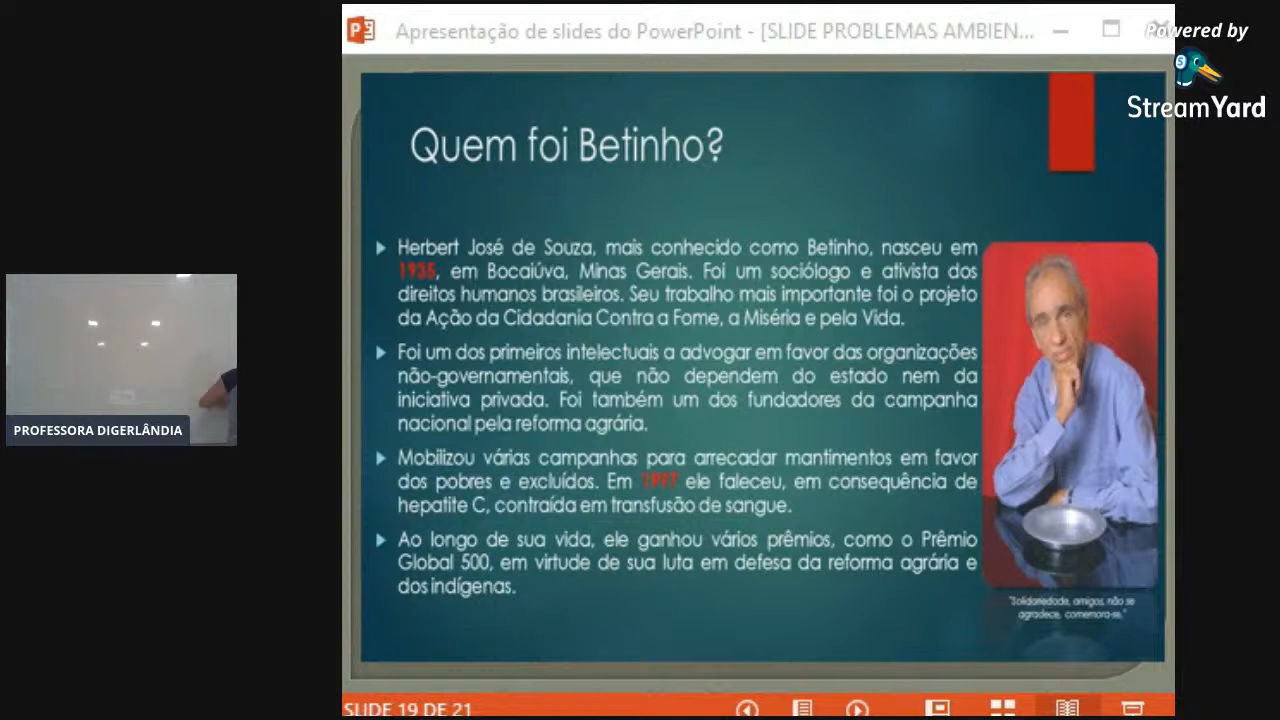 Apresentação de slides do PowerPoint - [SLIDE PROBLEMAS AMBIEN...
Powered by
StreamYard
Quem foi Betinho?
Herbert José de Souza, mais conhecido como Betinho, nasceu em
1935, em Bocaiúva, Minas Gerais. Foi um sociólogo e ativista dos
direitos humanos brasileiros. Seu trabalho mais importante foi o projeto
da Ação da Cidadania Contra a Fome, a Miséria e pela Vida.
Foi um dos primeiros intelectuais a advogar em favor das organizações
não-governamentais, que não dependem do estado nem da
iniciativa privada. Foi também um dos fundadores da campanha
nacional pela reforma agrária.
Mobilizou várias campanhas para arrecadar mantimentos em favor
dos pobres e excluídos. Em 1997 ele faleceu, em consequência de
hepatite C, contraída em transfusão de sangue.
Ao longo de sua vida, ele ganhou vários prêmios, como o Prêmio
Global 500, em virtude de sua luta em defesa da reforma agrária e
dos indígenas.
"Solidariedade, amigos, não se
agradece, comemora-se."
PROFESSORA DIGERLÂNDIA
SLIDE 19 DE 21